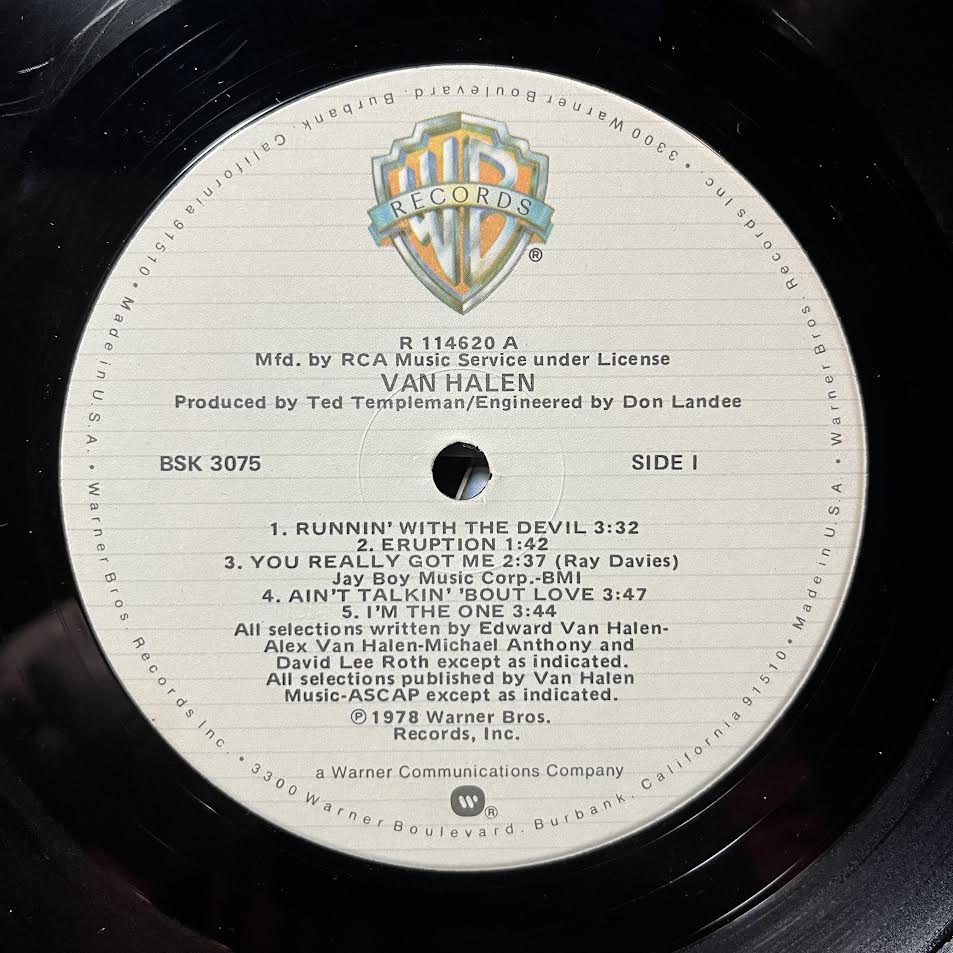 WB
RECORDS
®
R 114620 A
Mfd. by RCA Music Service under License
VAN HALEN
Produced by Ted Templeman/Engineered by Don Landee
BSK 3075
SIDE I
1. RUNNIN' WITH THE DEVIL 3:32
2. ERUPTION 1:42
3. YOU REALLY GOT ME 2:37 (Ray Davies)
Jay Boy Music Corp.-BMI
4. AIN'T TALKIN' 'BOUT LOVE 3:47
5. I'M THE ONE 3:44
All selections written by Edward Van Halen-
Alex Van Halen-Michael Anthony and
David Lee Roth except as indicated.
All selections published by Van Halen
Music-ASCAP except as indicated.
℗ 1978 Warner Bros.
Records, Inc.
a Warner Communications Company
W ®
Warner Bros. Records Inc. • 3300 Warner Boulevard. Burbank, California 91510 • Made in U.S.A. • Warner Bros. Records Inc • 3300 Warner Boulevard. Burbank, California 91510 • Made in U.S.A. •